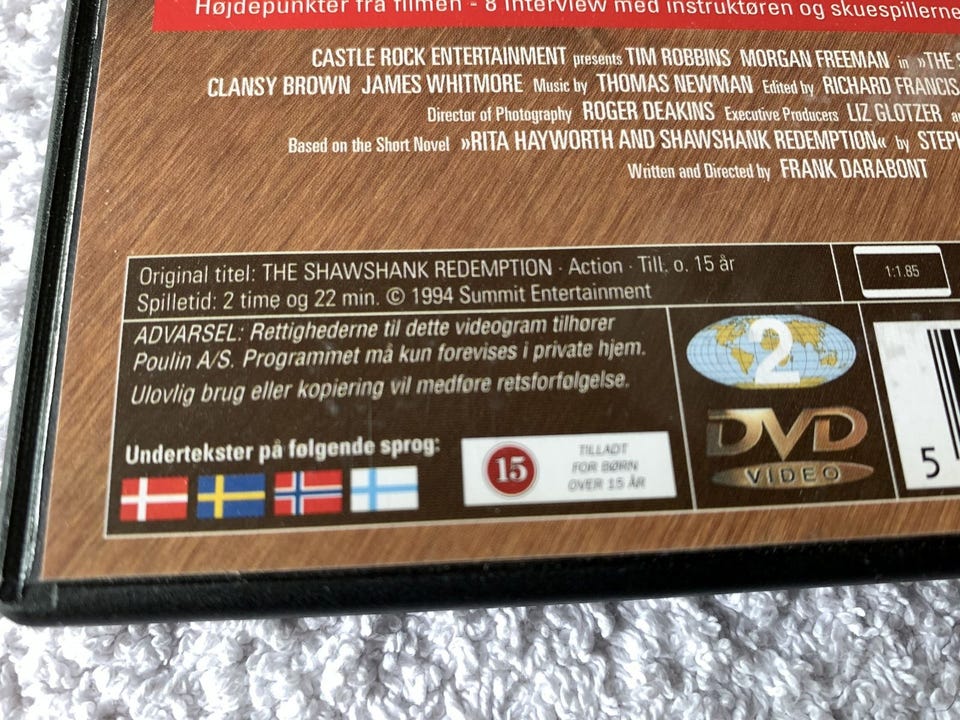 Højdepunkter fra filmen - 8 interview med instruktøren og skuespillerne
CASTLE ROCK ENTERTAINMENT presents TIM ROBBINS MORGAN FREEMAN in »THE S
CLANSY BROWN JAMES WHITMORE Music by THOMAS NEWMAN Edited by RICHARD FRANCIS
Director of Photography ROGER DEAKINS Executive Producers LIZ GLOTZER
Based on the Short Novel »RITA HAYWORTH AND SHAWSHANK REDEMPTION« by STEPH
Written and Directed by FRANK DARABONT
Original titel: THE SHAWSHANK REDEMPTION · Action · Till. o. 15 år
Spilletid: 2 time og 22 min. © 1994 Summit Entertainment
1:1.85
ADVARSEL: Rettighederne til dette videogram tilhører
Poulin A/S. Programmet må kun forevises i private hjem.
Ulovlig brug eller kopiering vil medføre retsforfølgelse.
2
Undertekster på følgende sprog:
15
TILLADT
FOR BØRN
OVER 15 ÅR
DVD
VIDEO
5